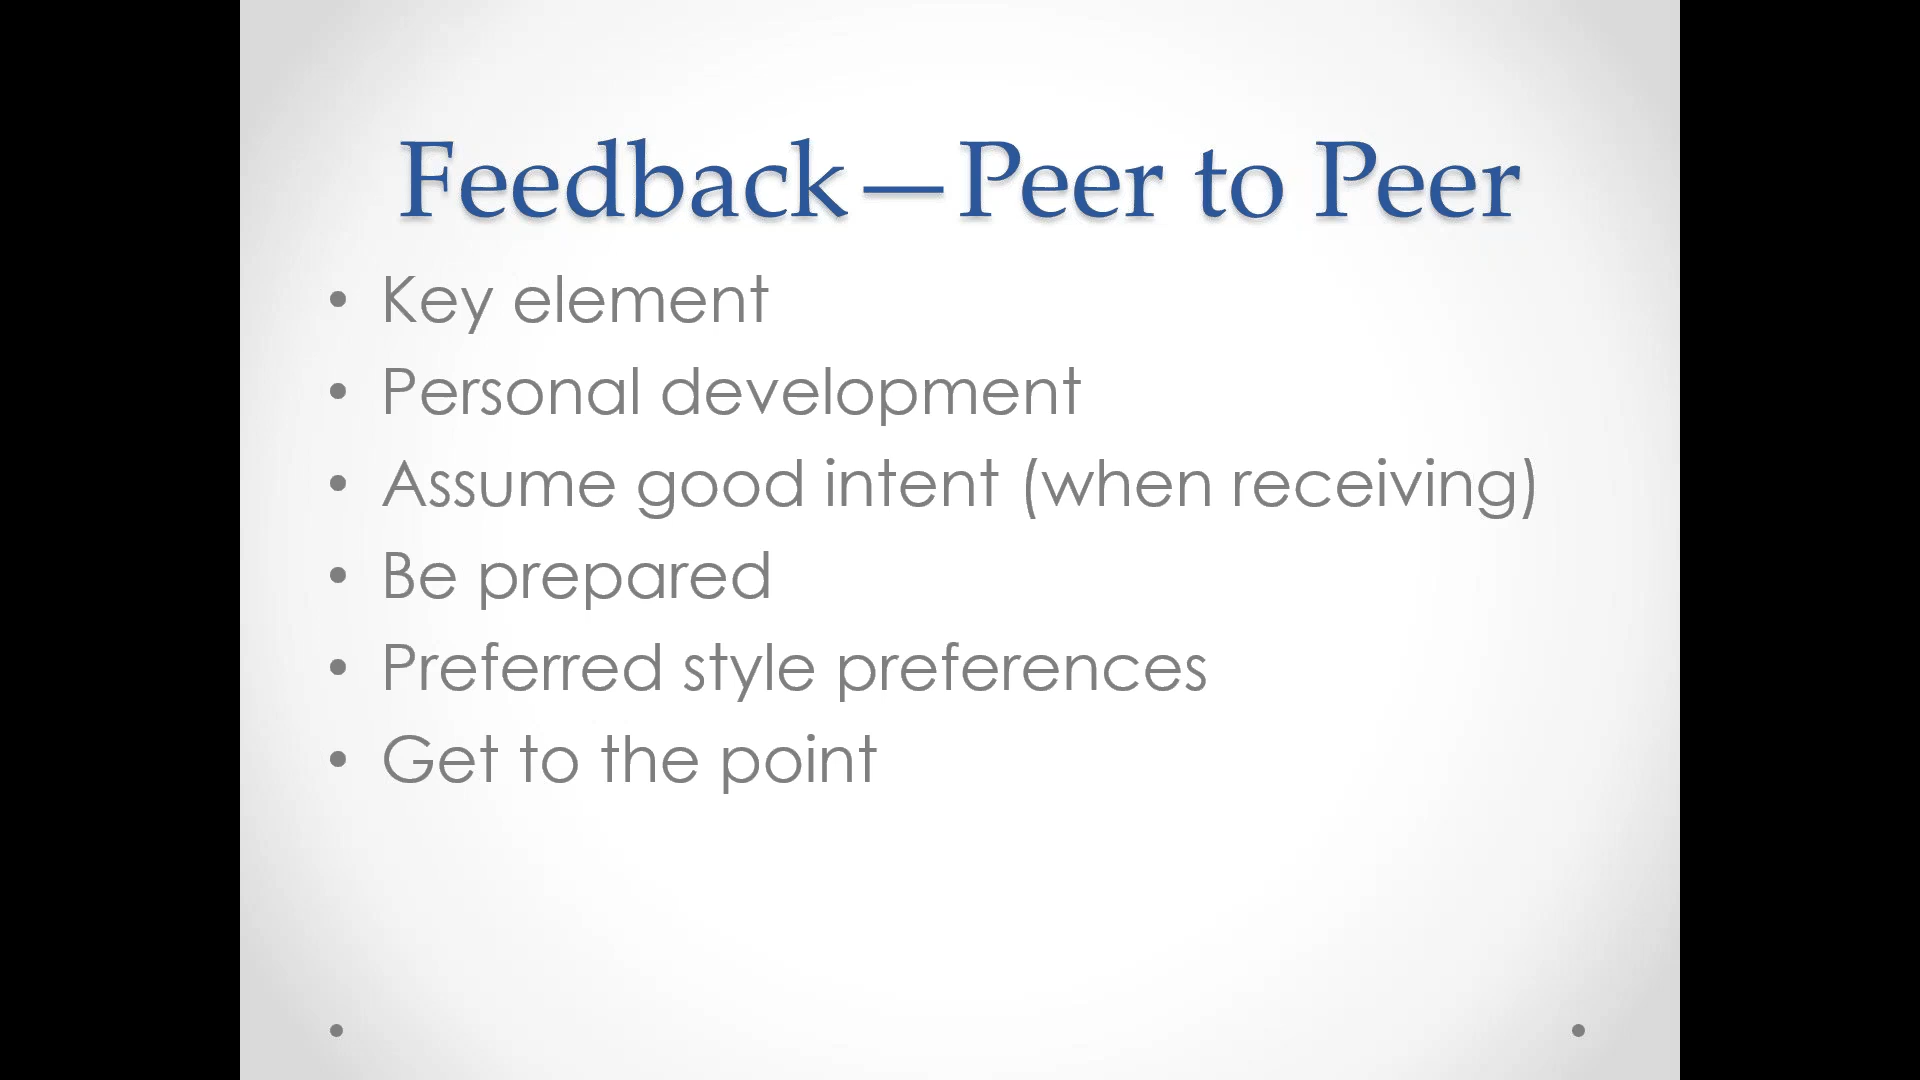 Feedback—Peer to Peer
• Key element
• Personal development
• Assume good intent (when receiving)
• Be prepared
• Preferred style preferences
• Get to the point